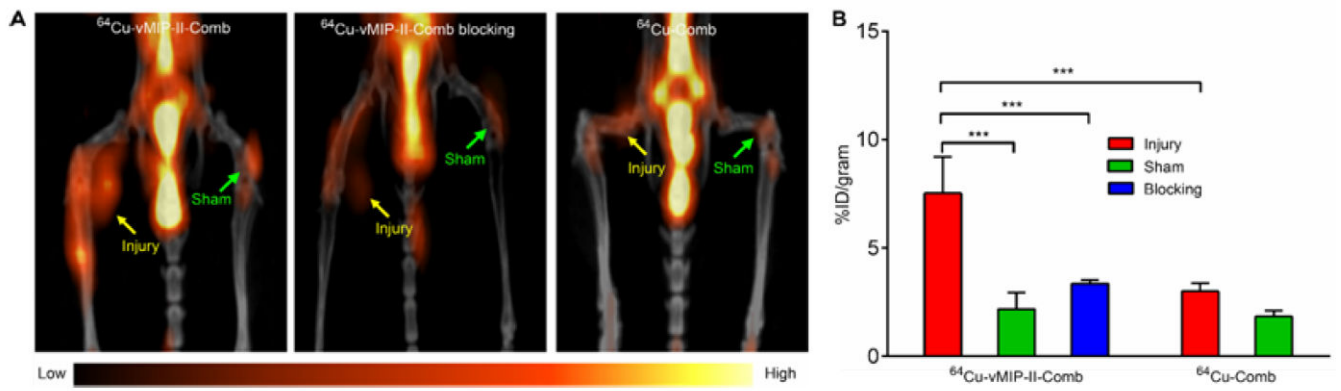 A
⁶⁴Cu-vMIP-II-Comb
Sham
Injury
⁶⁴Cu-vMIP-II-Comb blocking
Sham
Injury
⁶⁴Cu-Comb
Injury
Sham
Low
High
B
15
10
5
0
%ID/gram
***
***
***
Injury
Sham
Blocking
⁶⁴Cu-vMIP-II-Comb
⁶⁴Cu-Comb